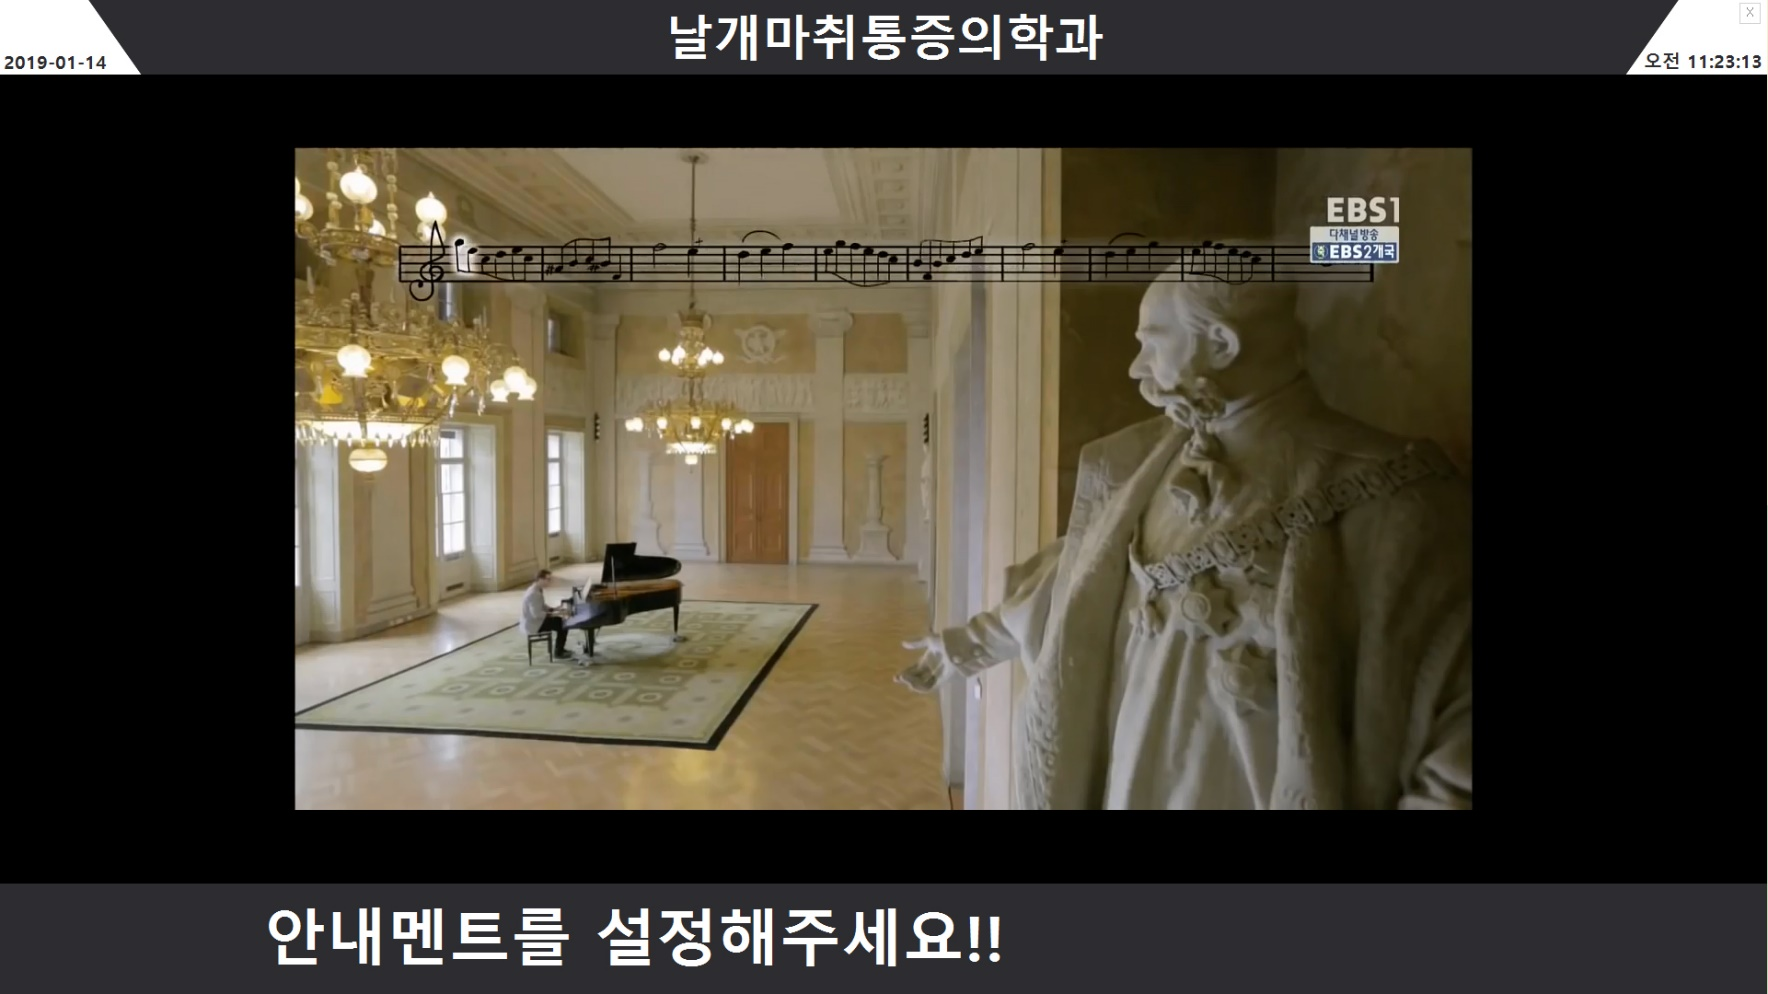 날개마취통증의학과
2019-01-14
오전 11:23:13
X
EBS1
다채널 방송
EBS2개국
안내멘트를 설정해주세요!!